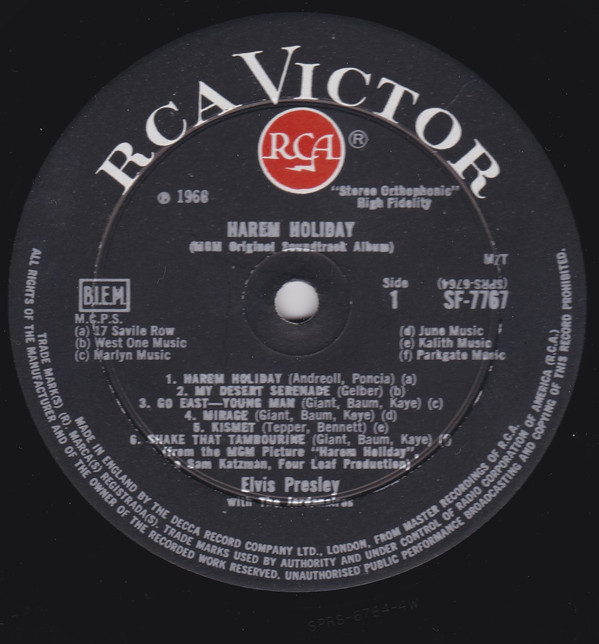 RCA VICTOR
RCA ®
℗ 1966
"Stereo Orthophonic"
High Fidelity
HAREM HOLIDAY
(MGM Original Soundtrack Album)
M/T
B.I.E.M.
M.C.P.S.
(a) 17 Savile Row
(b) West One Music
(c) Marlyn Music
Side
1
(SPRS-6764)
SF-7767
(d) June Music
(e) Kalith Music
(f) Parkgate Music
1. HAREM HOLIDAY (Andreoli, Poncia) (a)
2. MY DESERT SERENADE (Gelber) (b)
3. GO EAST—YOUNG MAN (Giant, Baum, Kaye) (c)
4. MIRAGE (Giant, Baum, Kaye) (d)
5. KISMET (Tepper, Bennett) (e)
6. SHAKE THAT TAMBOURINE (Giant, Baum, Kaye) (f)
(from the MGM Picture "Harem Holiday"
a Sam Katzman, Four Leaf Production)
Elvis Presley
with The Jordanaires
ALL RIGHTS OF THE MANUFACTURER AND OF THE OWNER OF THE RECORDED WORK RESERVED. UNAUTHORISED PUBLIC PERFORMANCE BROADCASTING AND COPYING OF THIS RECORD PROHIBITED.
TRADE MARK(S) (R). MARCA(S) REGISTRADA(S). TRADE MARKS USED BY AUTHORITY AND UNDER CONTROL OF RADIO CORPORATION OF AMERICA (R.C.A.)
MADE IN ENGLAND BY THE DECCA RECORD COMPANY LTD., LONDON, FROM MASTER RECORDINGS OF R.C.A.
SPRS-6764-4W